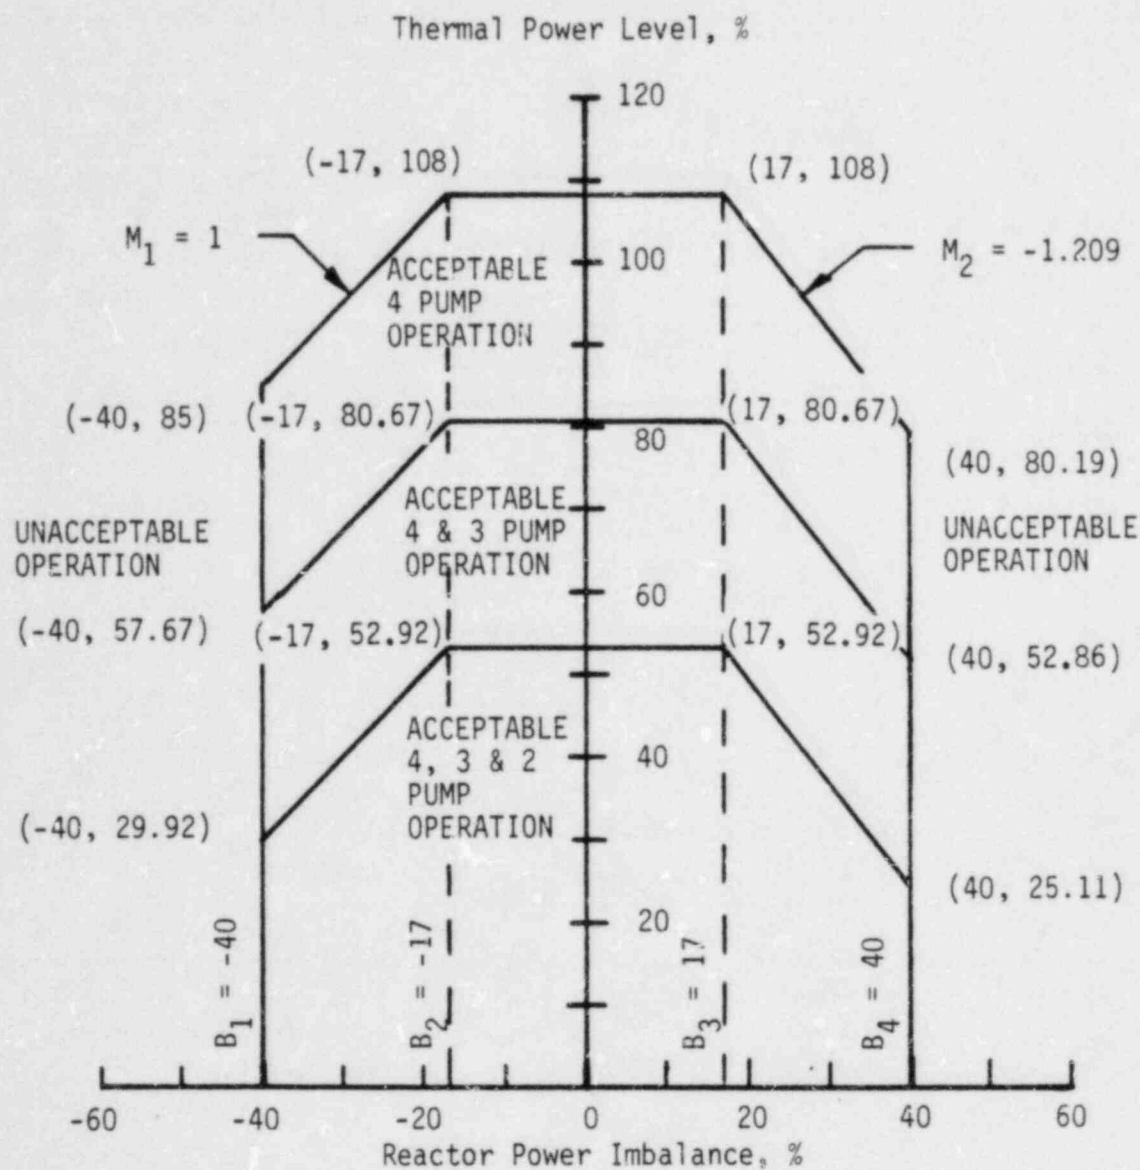 Thermal Power Level, %
120
(-17, 108)
(17, 108)
M1 = 1
M2 = -1.209
100
ACCEPTABLE
4 PUMP
OPERATION
(-40, 85)
(-17, 80.67)
(17, 80.67)
80
(40, 80.19)
ACCEPTABLE
4 & 3 PUMP
OPERATION
UNACCEPTABLE
OPERATION
UNACCEPTABLE
OPERATION
60
(-40, 57.67)
(-17, 52.92)
(17, 52.92)
(40, 52.86)
ACCEPTABLE
4, 3 & 2
PUMP
OPERATION
40
(-40, 29.92)
(40, 25.11)
20
B1 = -40
B2 = -17
B3 = 17
B4 = 40
-60 -40 -20 0 20 40 60
Reactor Power Imbalance, %